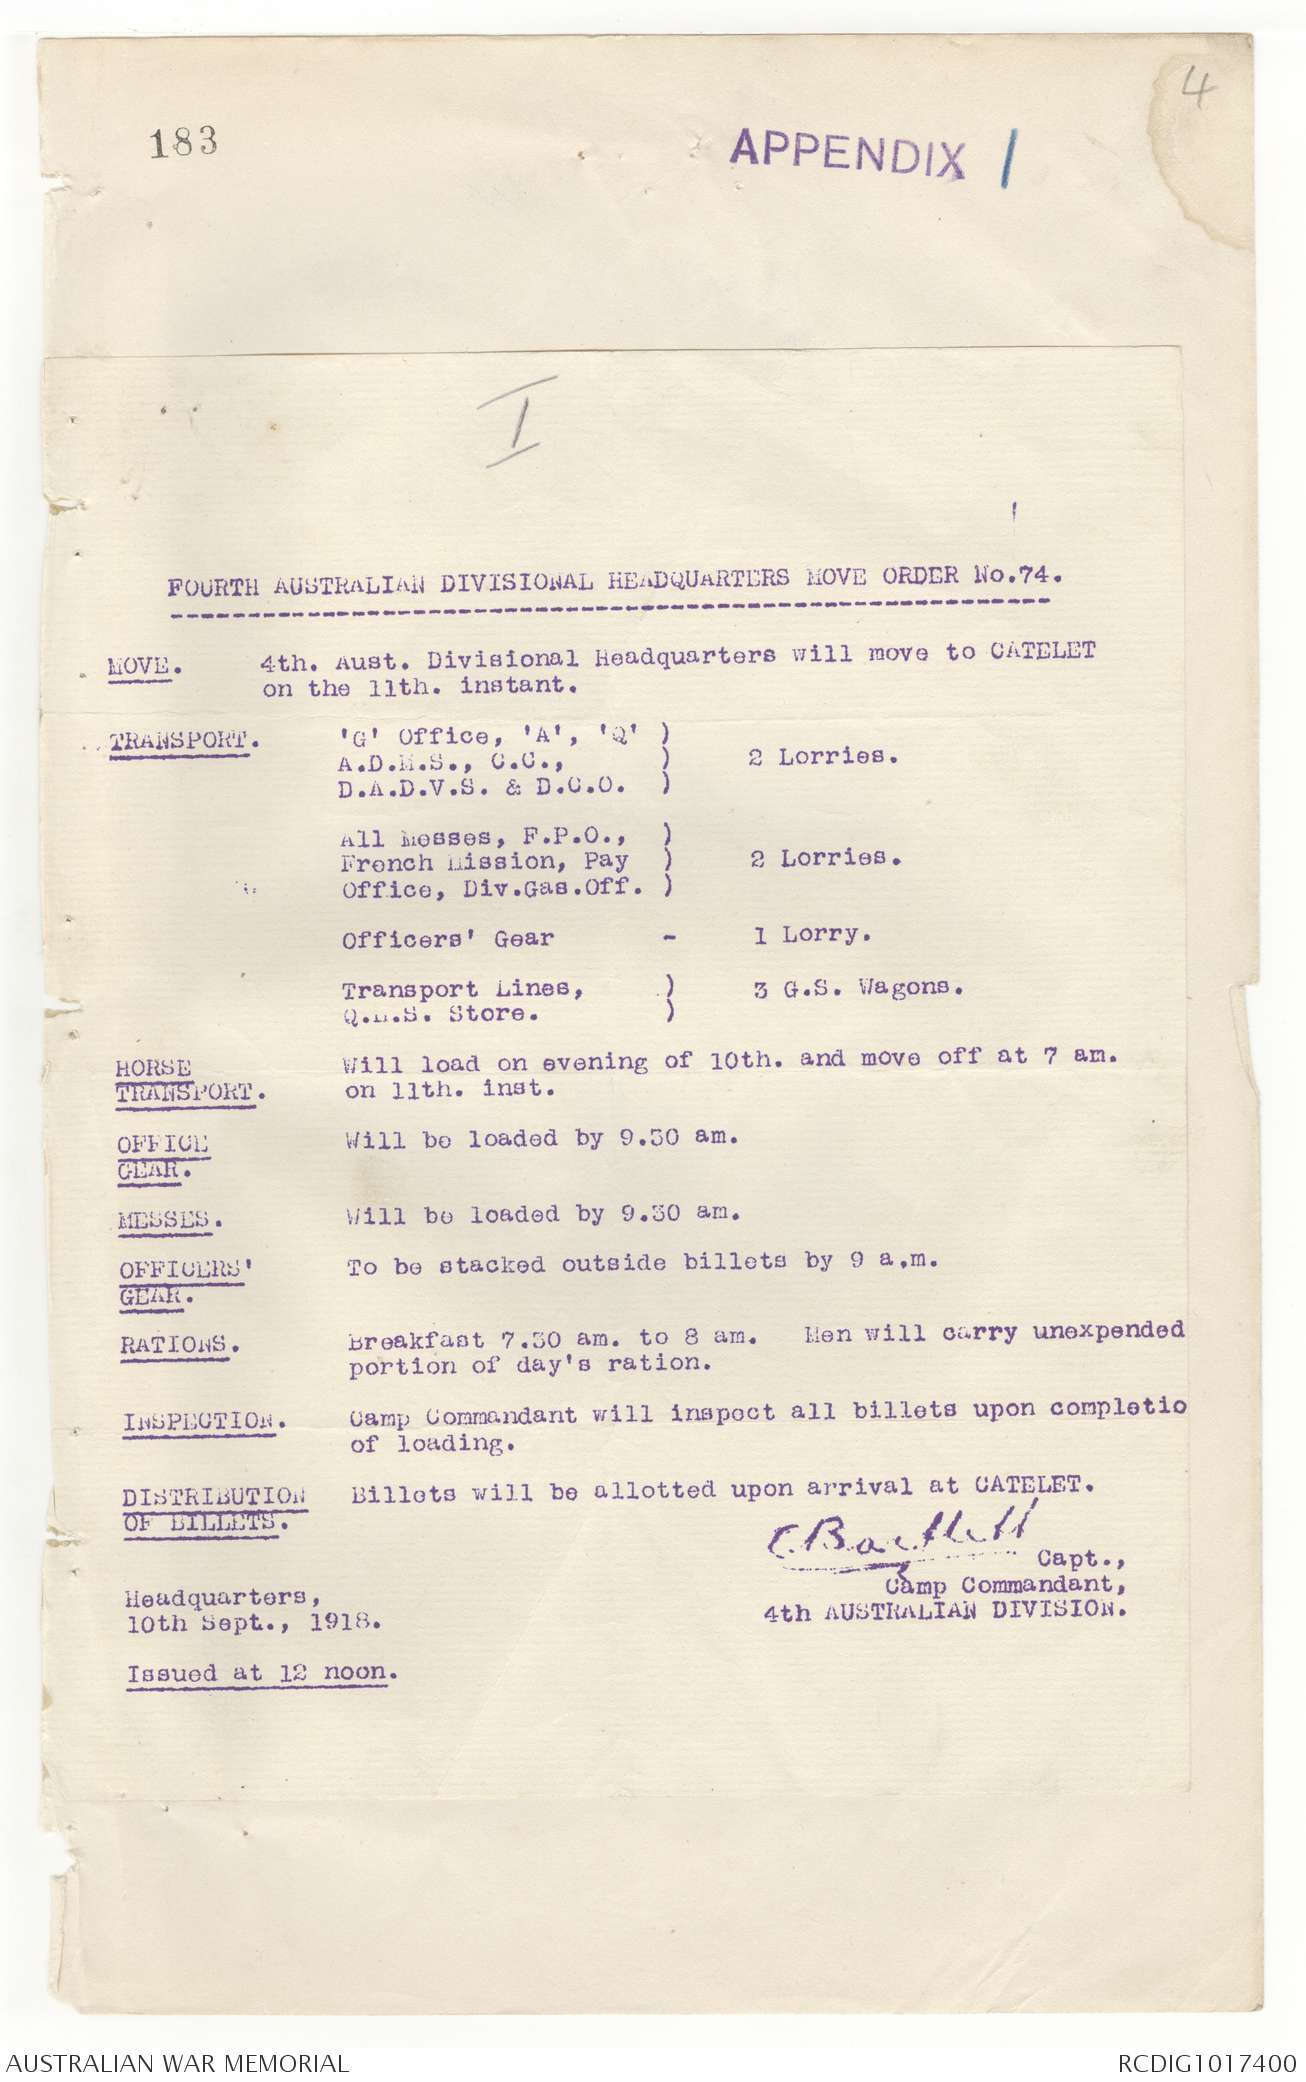 4
183
APPENDIX 1
I
FOURTH AUSTRALIAN DIVISIONAL HEADQUARTERS MOVE ORDER No.74.
MOVE. 4th. Aust. Divisional Headquarters will move to CATELET
on the 11th. instant.
TRANSPORT. 'G' Office, 'A', 'Q' )
A.D.M.S., C.C., ) 2 Lorries.
D.A.D.V.S. & D.C.O. )
All Messes, F.P.O., )
French Mission, Pay ) 2 Lorries.
Office, Div.Gas.Off. )
Officers' Gear - 1 Lorry.
Transport Lines, ) 3 G.S. Wagons.
Q.M.S. Store. )
HORSE Will load on evening of 10th. and move off at 7 am.
TRANSPORT. on 11th. inst.
OFFICE Will be loaded by 9.30 am.
GEAR.
MESSES. Will be loaded by 9.30 am.
OFFICERS' To be stacked outside billets by 9 a.m.
GEAR.
RATIONS. Breakfast 7.30 am. to 8 am. Men will carry unexpended
portion of day's ration.
INSPECTION. Camp Commandant will inspect all billets upon completio
of loading.
DISTRIBUTION Billets will be allotted upon arrival at CATELET.
OF BILLETS.
C Bartlett
Capt.,
Camp Commandant,
4th AUSTRALIAN DIVISION.
Headquarters,
10th Sept., 1918.
Issued at 12 noon.
AUSTRALIAN WAR MEMORIAL RCDIG1017400